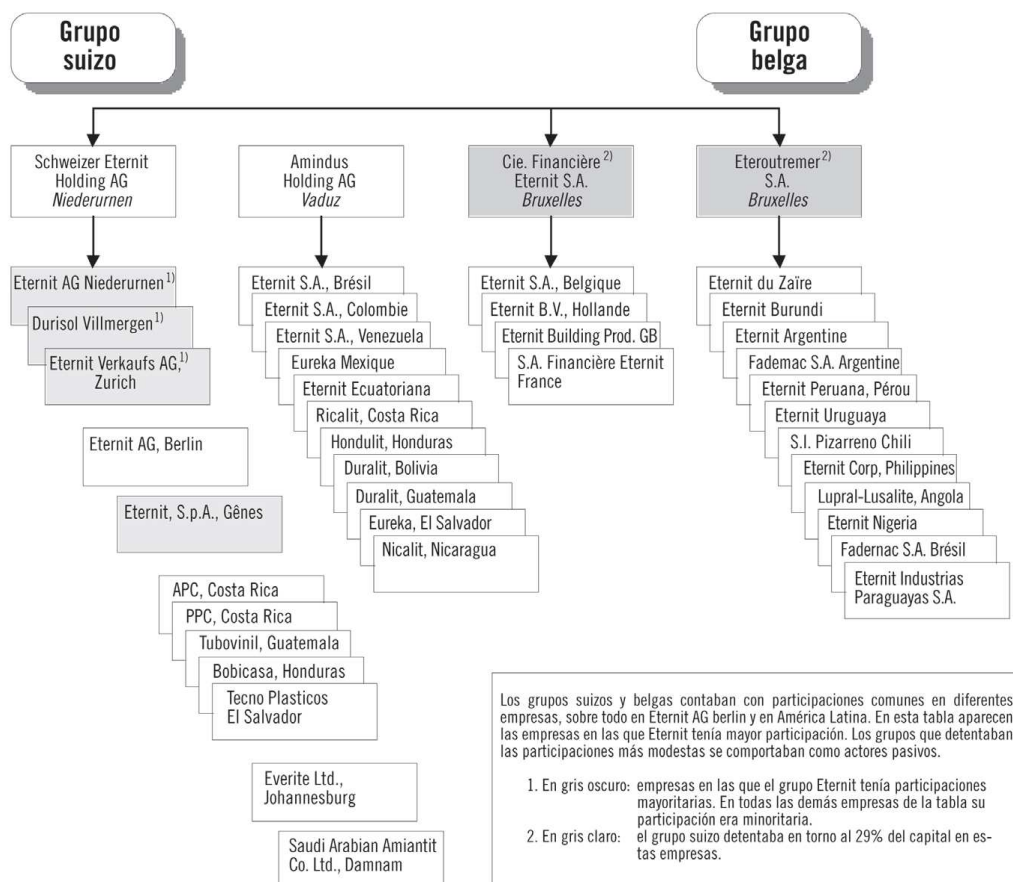 Grupo
suizo
Grupo
belga
Schweizer Eternit
Holding AG
Niederurnen
Amindus
Holding AG
Vaduz
Cie. Financière 2)
Eternit S.A.
Bruxelles
Eteroutremer 2)
S.A.
Bruxelles
Eternit AG Niederurnen 1)
Durisol Villmergen 1)
Eternit Verkaufs AG, 1)
Zurich
Eternit AG, Berlin
Eternit, S.p.A., Gênes
APC, Costa Rica
PPC, Costa Rica
Tubovinil, Guatemala
Bobicasa, Honduras
Tecno Plasticos
El Salvador
Everite Ltd.,
Johannesburg
Saudi Arabian Amiantit
Co. Ltd., Damnam
Eternit S.A., Brésil
Eternit S.A., Colombie
Eternit S.A., Venezuela
Eureka Mexique
Eternit Ecuatoriana
Ricalit, Costa Rica
Hondulit, Honduras
Duralit, Bolivia
Duralit, Guatemala
Eureka, El Salvador
Nicalit, Nicaragua
Eternit S.A., Belgique
Eternit B.V., Hollande
Eternit Building Prod. GB
S.A. Financière Eternit
France
Eternit du Zaïre
Eternit Burundi
Eternit Argentine
Fademac S.A. Argentine
Eternit Peruana, Pérou
Eternit Uruguaya
S.I. Pizarreno Chili
Eternit Corp, Philippines
Lupral-Lusalite, Angola
Eternit Nigeria
Fadernac S.A. Brésil
Eternit Industrias
Paraguayas S.A.
Los grupos suizos y belgas contaban con participaciones comunes en diferentes
empresas, sobre todo en Eternit AG berlin y en América Latina. En esta tabla aparecen
las empresas en las que Eternit tenía mayor participación. Los grupos que detentaban
las participaciones más modestas se comportaban como actores pasivos.
1. En gris oscuro: empresas en las que el grupo Eternit tenía participaciones
mayoritarias. En todas las demás empresas de la tabla su
participación era minoritaria.
2. En gris claro: el grupo suizo detentaba en torno al 29% del capital en es-
tas empresas.